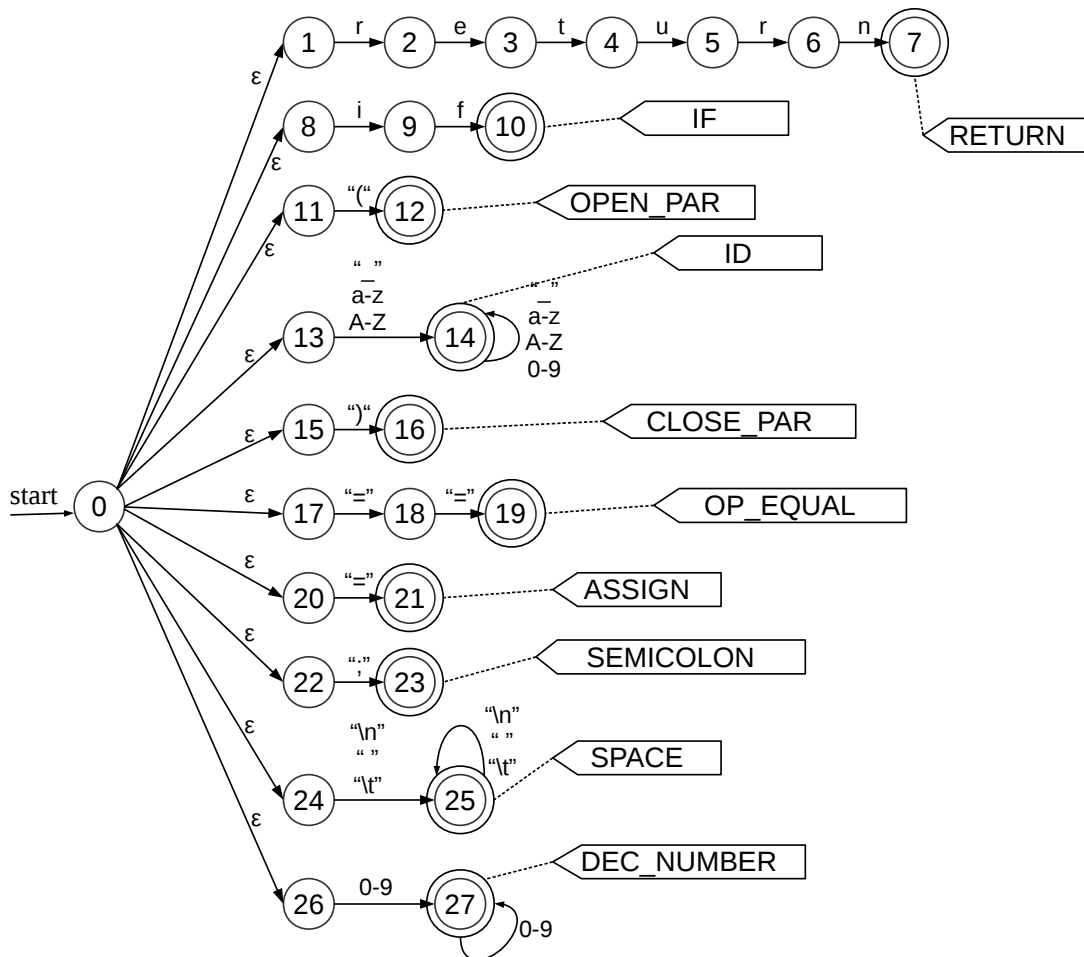 1 r 2 e 3 t 4 u 5 r 6 n 7
ε
8 i 9 f 10 IF
RETURN
ε
11 “(“ 12 OPEN_PAR
ε
ID
“_”
a-z
A-Z
13 14
“_”
a-z
A-Z
0-9
ε
15 “)“ 16 CLOSE_PAR
ε
start 0
ε
17 “=” 18 “=” 19 OP_EQUAL
ε
20 “=” 21 ASSIGN
ε
22 “;” 23 SEMICOLON
ε
“\n”
“ ”
“\t”
24 25
“\n”
“ ”
“\t”
SPACE
ε
26 0-9 27 DEC_NUMBER
0-9